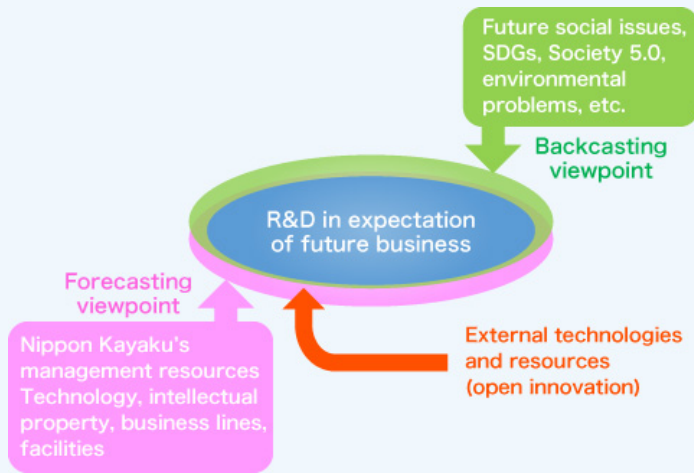 Future social issues,
SDGs, Society 5.0,
environmental
problems, etc.
Backcasting
viewpoint
R&D in expectation
of future business
Forecasting
viewpoint
Nippon Kayaku's
management resources
Technology, intellectual
property, business lines,
facilities
External technologies
and resources
(open innovation)